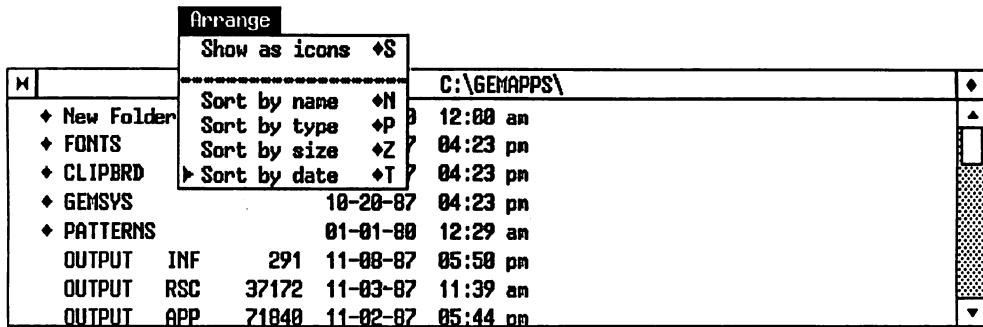 Arrange
Show as icons ♦S
C:\GEMAPPS\
Sort by name ♦N
Sort by type ♦P
Sort by size ♦Z
Sort by date ♦T
♦ New Folder 12:00 am
♦ FONTS 04:23 pm
♦ CLIPBRD 04:23 pm
♦ GEMSYS 10-20-87 04:23 pm
♦ PATTERNS 01-01-80 12:29 am
OUTPUT INF 291 11-08-87 05:50 pm
OUTPUT RSC 37172 11-03-87 11:39 am
OUTPUT APP 71840 11-02-87 05:44 pm